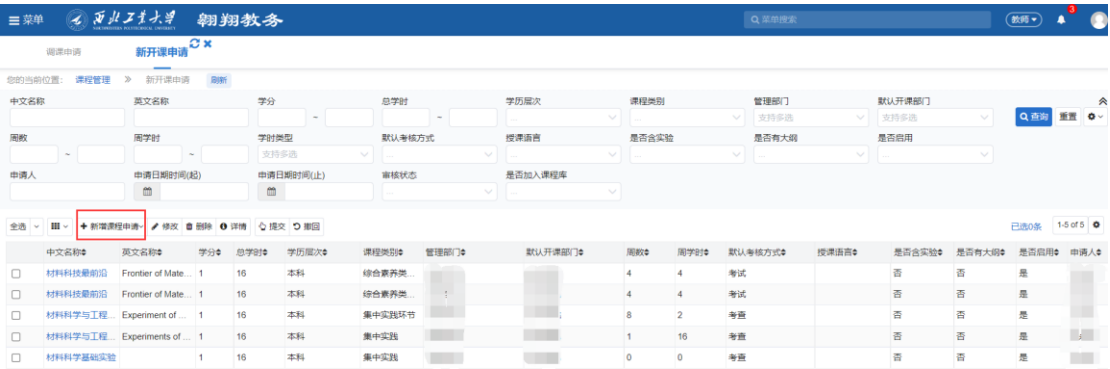 菜单 西北工业大学 翱翔教务 菜单搜索 教师 3
NORTHWESTERN POLYTECHNICAL UNIVERSITY
调课申请 新开课申请
您的当前位置: 课程管理 » 新开课申请 刷新
中文名称 英文名称 学分 总学时 学历层次 课程类别 管理部门 默认开课部门
~ ~ ... ... 支持多选 支持多选 查询 重置
周数 周学时 学时类型 默认考核方式 授课语言 是否含实验 是否有大纲 是否启用
~ ~ 支持多选 ... ... ... ... ...
申请人 申请日期时间(起) 申请日期时间(止) 审核状态 是否加入课程库
... ...
全选 新增课程申请 修改 删除 详情 提交 撤回 已选0条 1-5 of 5
中文名称 英文名称 学分 总学时 学历层次 课程类别 管理部门 默认开课部门 周数 周学时 默认考核方式 授课语言 是否含实验 是否有大纲 是否启用 申请人
材料科技最前沿 Frontier of Mate... 1 16 本科 综合素养类... 4 4 考试 否 否 是
材料科技最前沿 Frontier of Mate... 1 16 本科 综合素养类... 4 4 考试 否 否 是
材料科学与工程... Experiment of ... 1 16 本科 集中实践环节 8 2 考查 否 否 是
材料科学与工程... Experiments of ... 1 16 本科 集中实践 1 16 考查 否 否 是
材料科学基础实验 1 16 本科 集中实践 0 0 考查 否 否 是